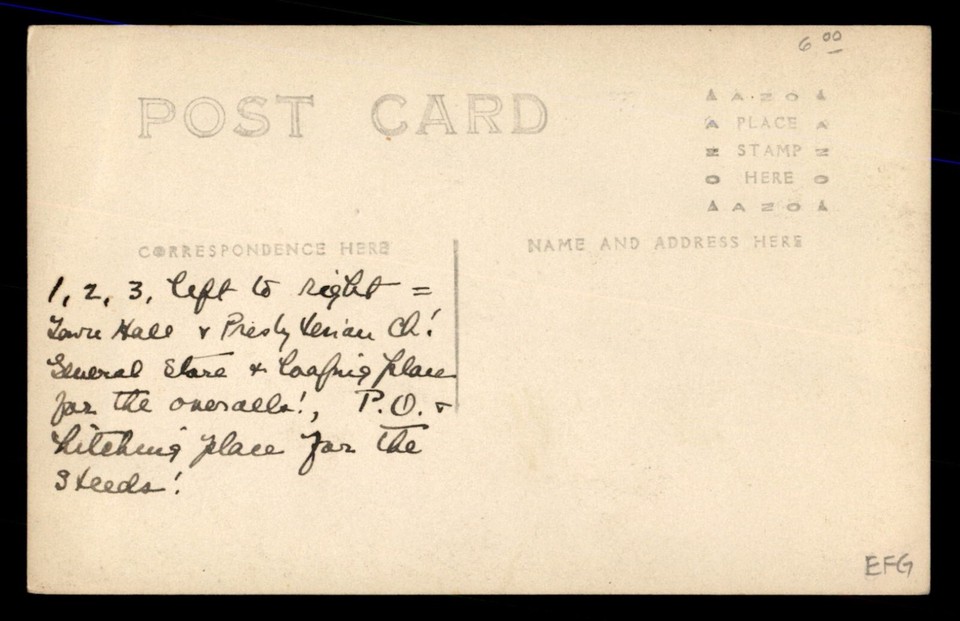 6 00
POST CARD
A·ZO
PLACE
STAMP
HERE
AZO
CORRESPONDENCE HERE
NAME AND ADDRESS HERE
1, 2, 3, left to right =
Town Hall & Presbyterian Ch!
General Store & loafing place
for the overalls!, P.O. &
hitching place for the
Steeds!
EFG